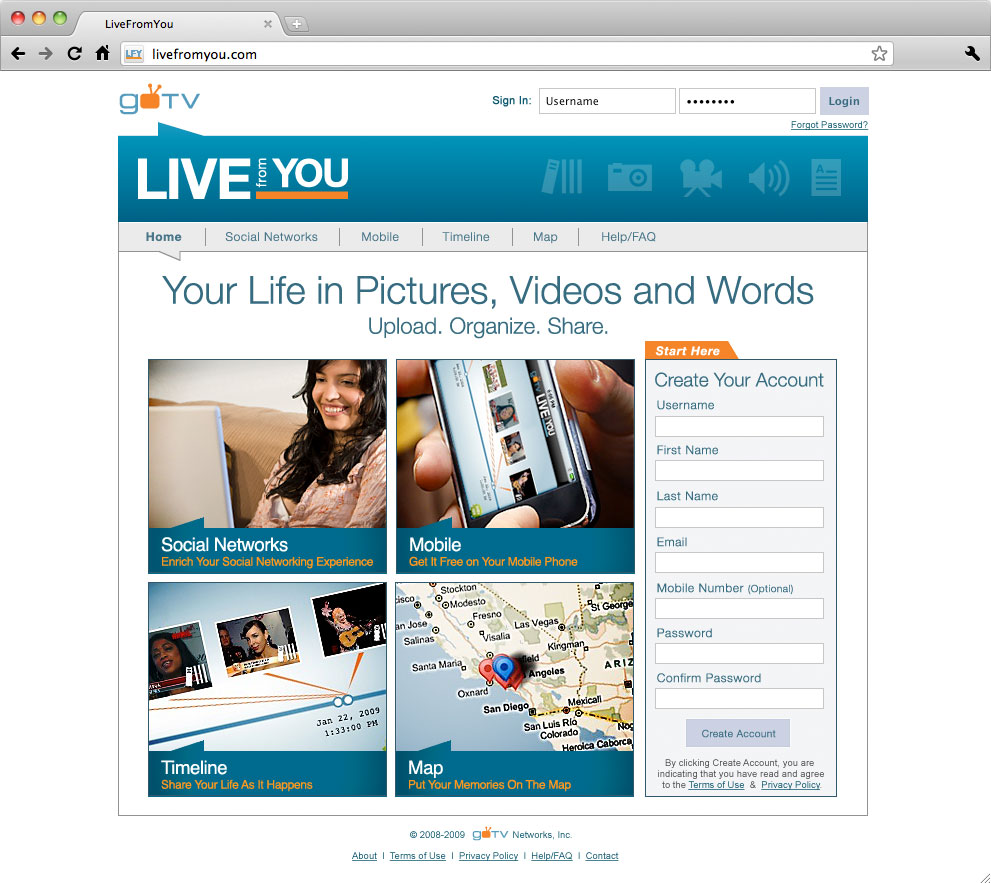 LiveFromYou
LFY livefromyou.com
goTV
Sign In: Username •••••••• Login
Forgot Password?
LIVE from YOU
Home Social Networks Mobile Timeline Map Help/FAQ
Your Life in Pictures, Videos and Words
Upload. Organize. Share.
Start Here
Create Your Account
Username
First Name
Last Name
Email
Mobile Number (Optional)
Password
Confirm Password
Create Account
By clicking Create Account, you are
indicating that you have read and agree
to the Terms of Use & Privacy Policy.
LIVE from YOU
Social Networks
Enrich Your Social Networking Experience
Mobile
Get It Free on Your Mobile Phone
Jan 22, 2009
1:33:00 PM
Timeline
Share Your Life As It Happens
Stockton
Modesto
Fresno
St George
Las Vegas
Salinas
Visalia
Kingman
Santa Maria
ARIZ
Angeles
Oxnard
San Diego
Mexicali
San Luis Río
Colorado
Heroica Caborca
Map
Put Your Memories On The Map
© 2008-2009 goTV Networks, Inc.
About | Terms of Use | Privacy Policy | Help/FAQ | Contact